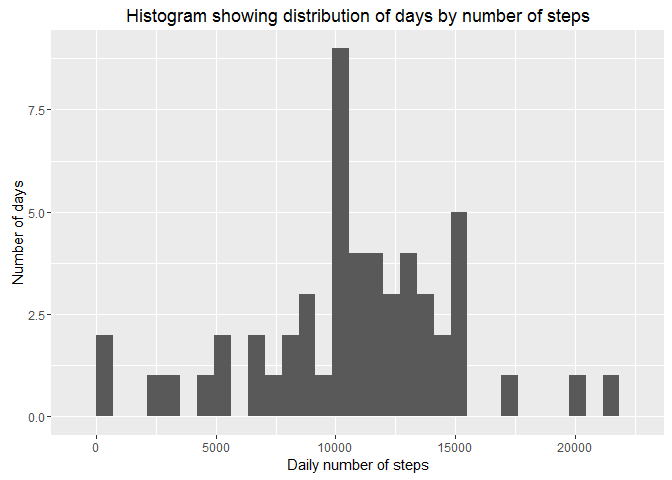 Histogram showing distribution of days by number of steps
Number of days
7.5
5.0
2.5
0.0
0 5000 10000 15000 20000
Daily number of steps